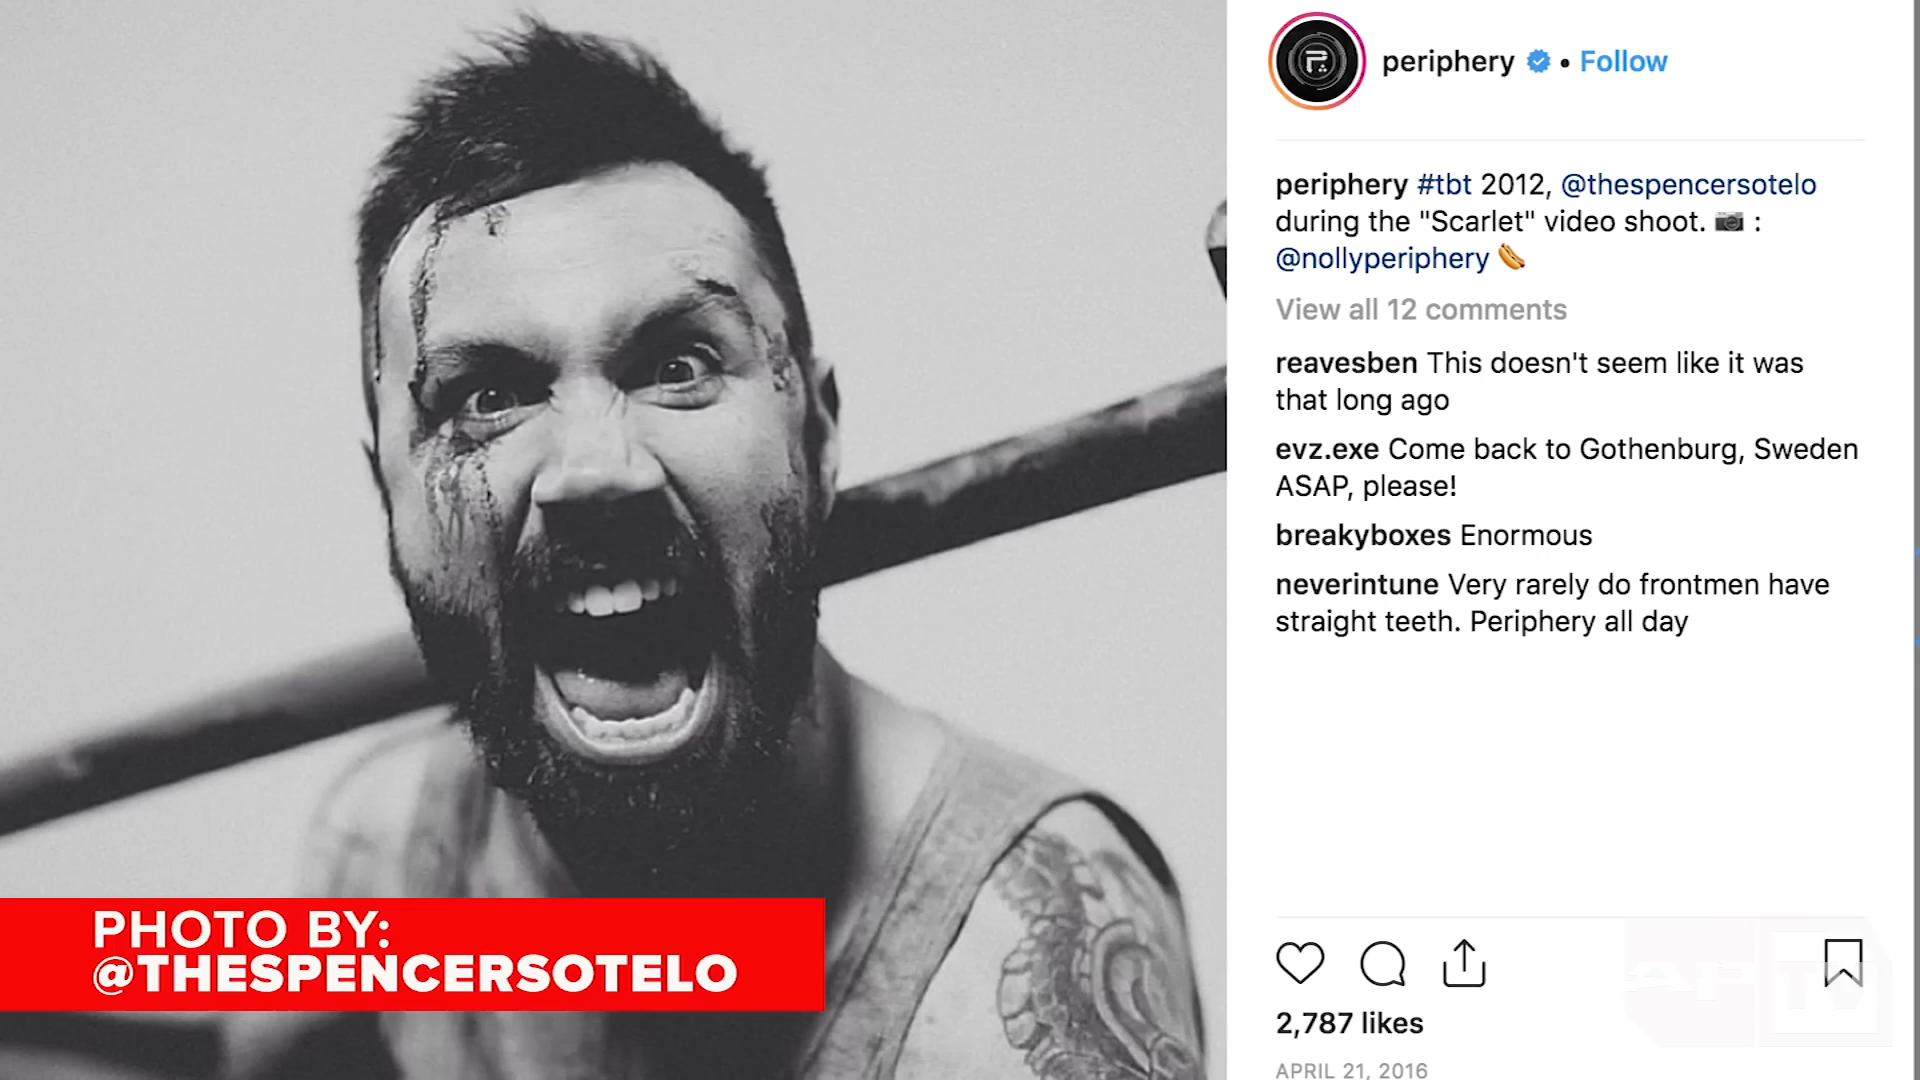 periphery • Follow
periphery #tbt 2012, @thespencersotelo
during the "Scarlet" video shoot. 📷 :
@nollyperiphery 🌭
View all 12 comments
reavesben This doesn't seem like it was
that long ago
evz.exe Come back to Gothenburg, Sweden
ASAP, please!
breakyboxes Enormous
neverintune Very rarely do frontmen have
straight teeth. Periphery all day
PHOTO BY:
@THESPENCERSOTELO
2,787 likes
APRIL 21, 2016
AP TV